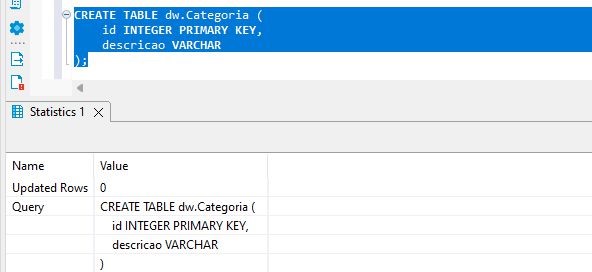 CREATE TABLE dw.Categoria (
id INTEGER PRIMARY KEY,
descricao VARCHAR
);
Statistics 1
Name Value
Updated Rows 0
Query CREATE TABLE dw.Categoria (
id INTEGER PRIMARY KEY,
descricao VARCHAR
)